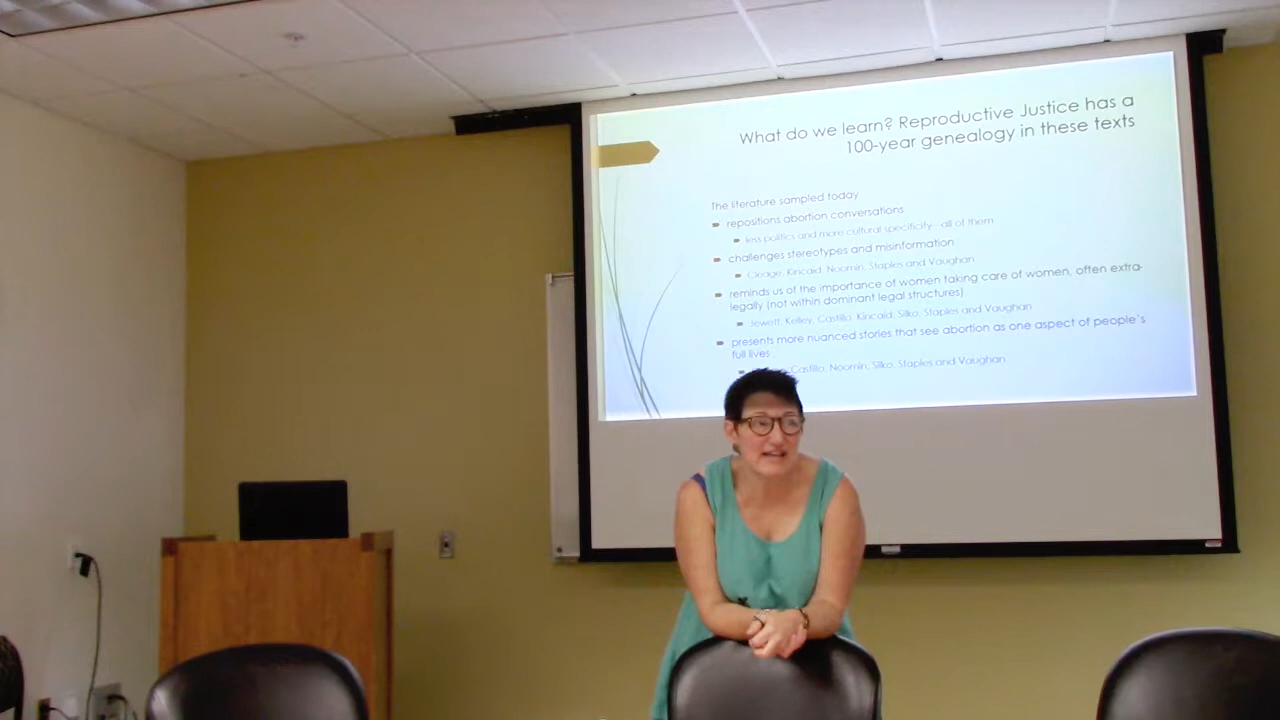 What do we learn? Reproductive Justice has a
100-year genealogy in these texts
The literature sampled today
repositions abortion conversations
less politics and more cultural specificity—all of them
challenges stereotypes and misinformation
Cleage, Kincaid, Noomin, Staples and Vaughan
reminds us of the importance of women taking care of women, often extra-
legally (not within dominant legal structures)
Jewett, Kelley, Castillo, Kincaid, Silko, Staples and Vaughan
presents more nuanced stories that see abortion as one aspect of people's
full lives
Castillo, Noomin, Silko, Staples and Vaughan